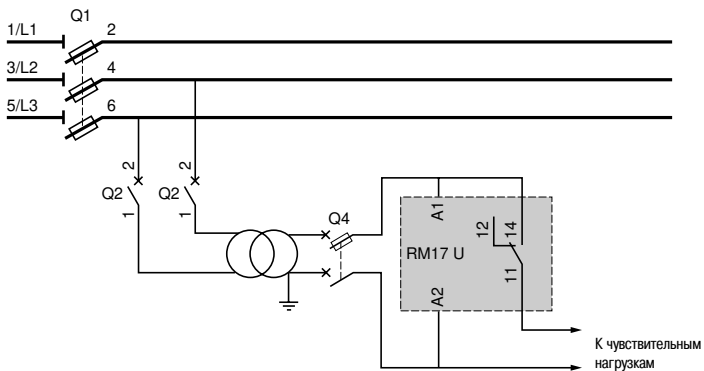 Q1
1/L1
2
3/L2
4
5/L3
6
2
2
Q2
Q2
1
1
Q4
A1
12
14
RM17 U
11
A2
К чувствительным
нагрузкам